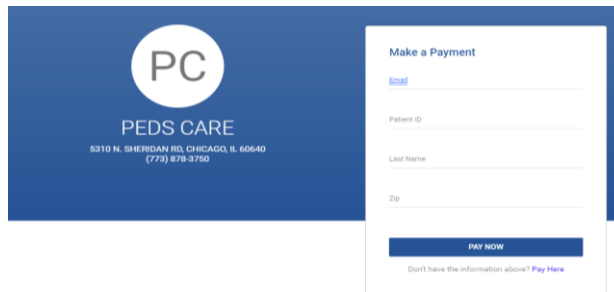 PC
PEDS CARE
5310 N. SHERIDAN RD, CHICAGO, IL 60640
(773) 878-3750
Make a Payment
Email
Patient ID
Last Name
Zip
PAY NOW
Don't have the information above? Pay Here